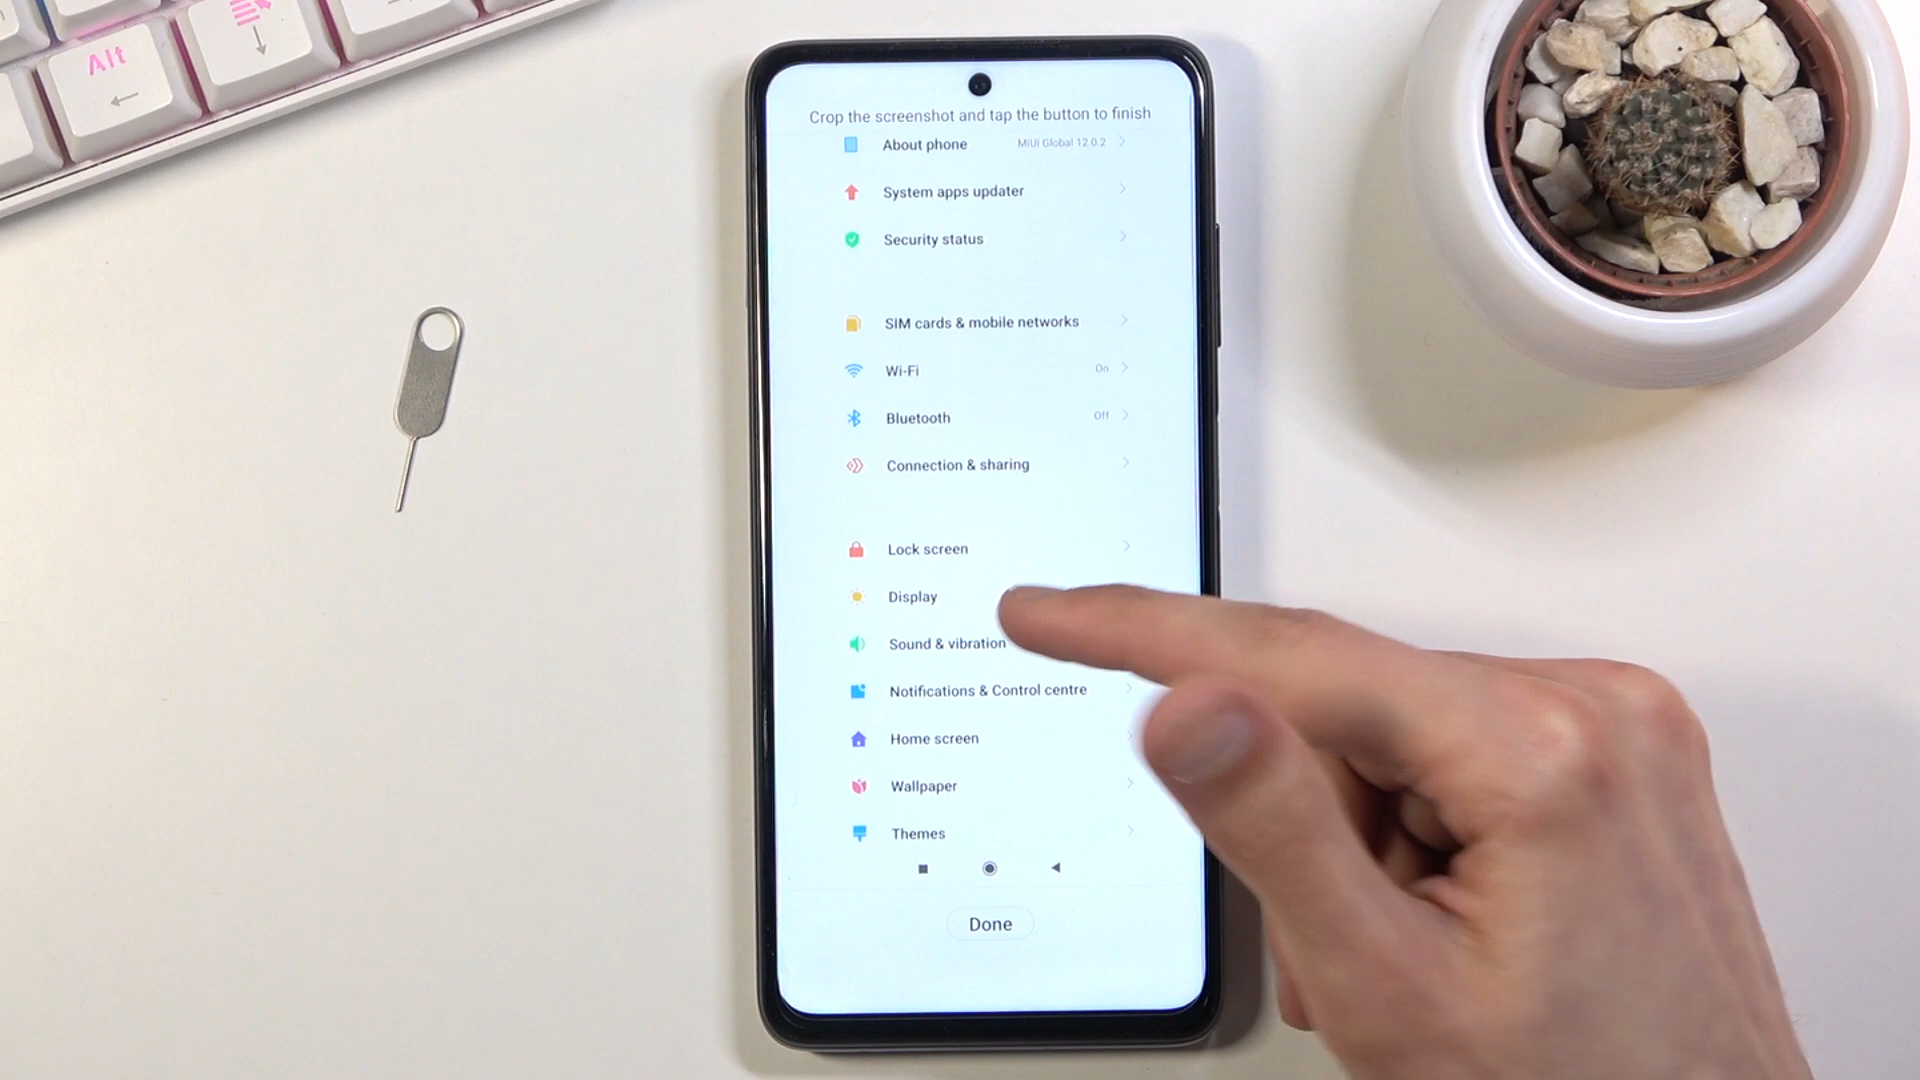 Alt
Crop the screenshot and tap the button to finish
About phone MIUI Global 12.0.2
System apps updater
Security status
SIM cards & mobile networks
Wi-Fi On
Bluetooth Off
Connection & sharing
Lock screen
Display
Sound & vibration
Notifications & Control centre
Home screen
Wallpaper
Themes
Done